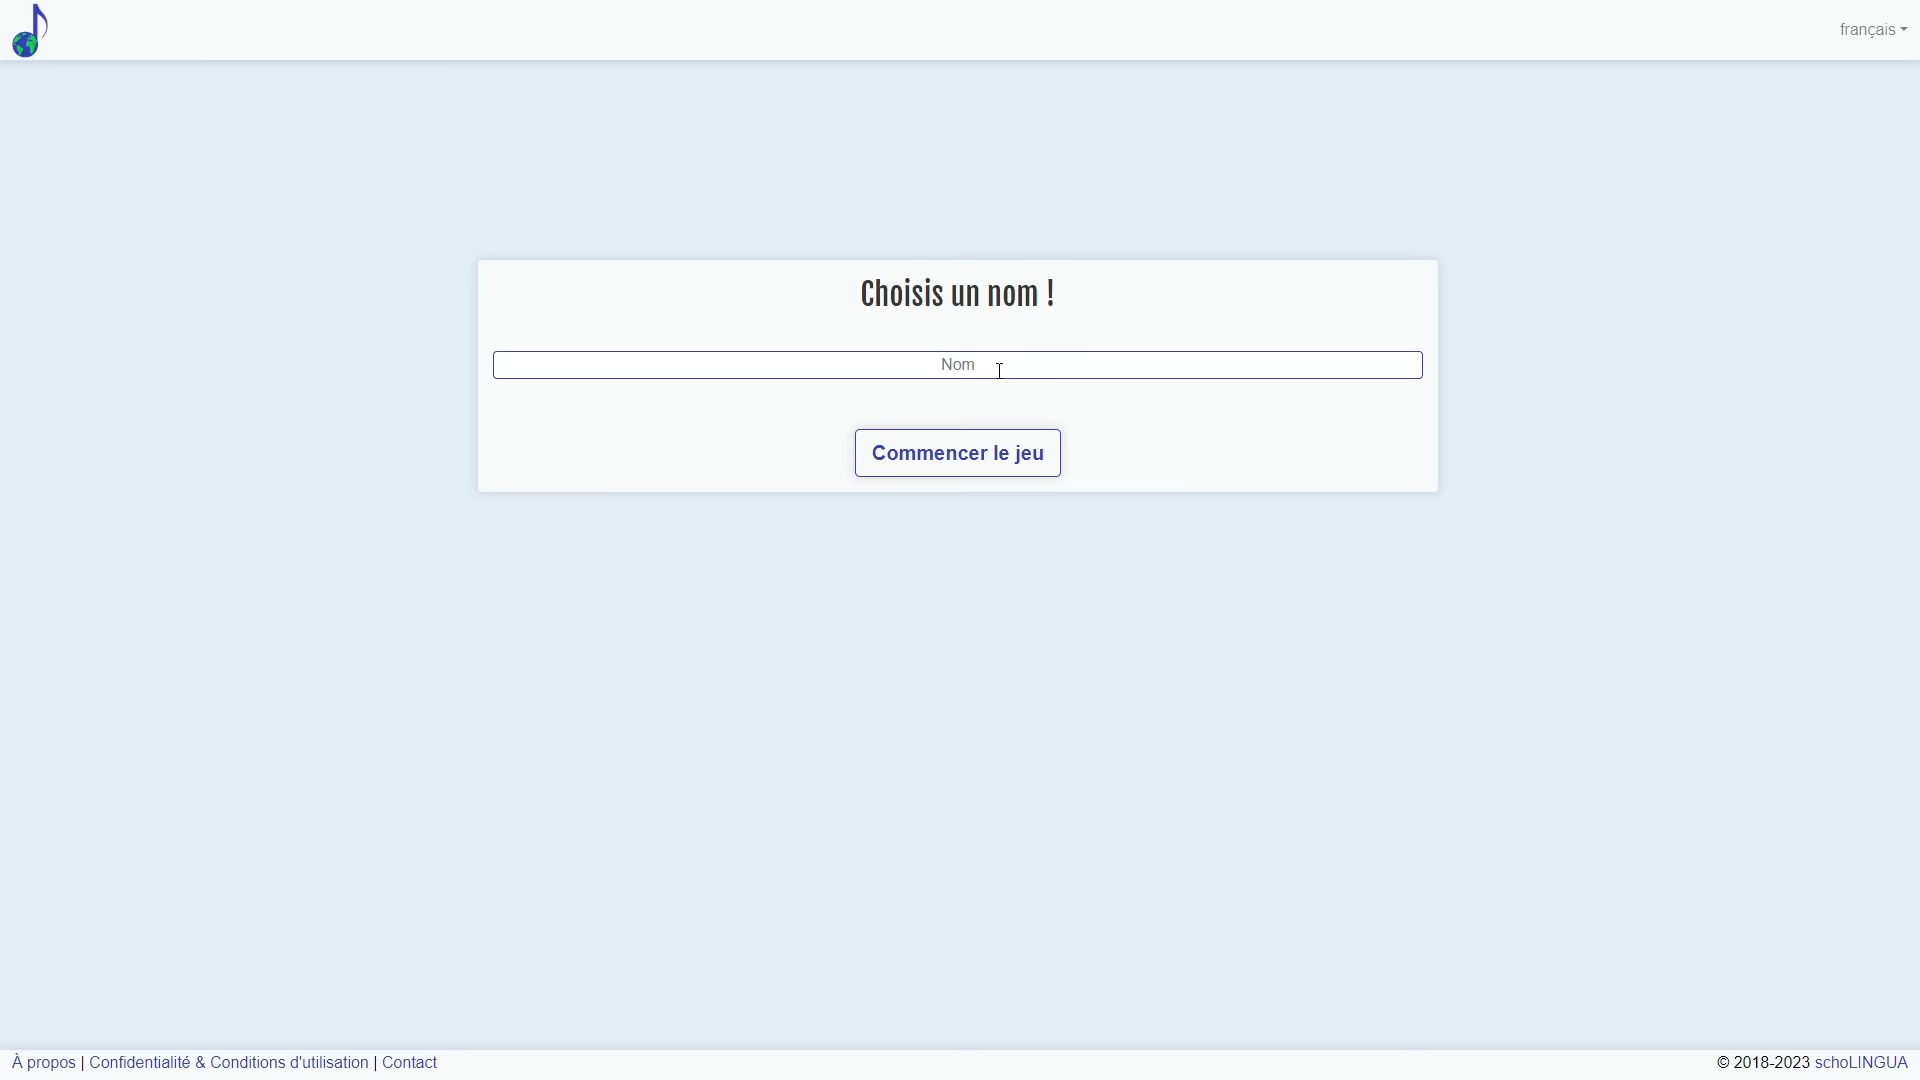 français
Choisis un nom !
Nom
Commencer le jeu
À propos | Confidentialité & Conditions d'utilisation | Contact
© 2018-2023 schoLINGUA